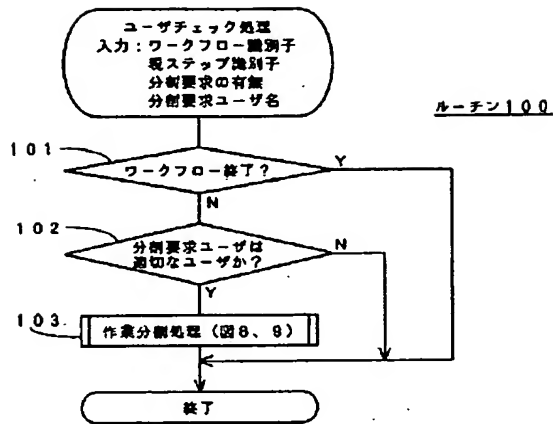 ユーザチェック処理
入力：ワークフロー識別子
現ステップ識別子
分割要求の有無
分割要求ユーザ名
ルーチン100
101
ワークフロー終了？
Y
N
102
分割要求ユーザは
適切なユーザか？
N
Y
103
作業分割処理（図8、9）
終了